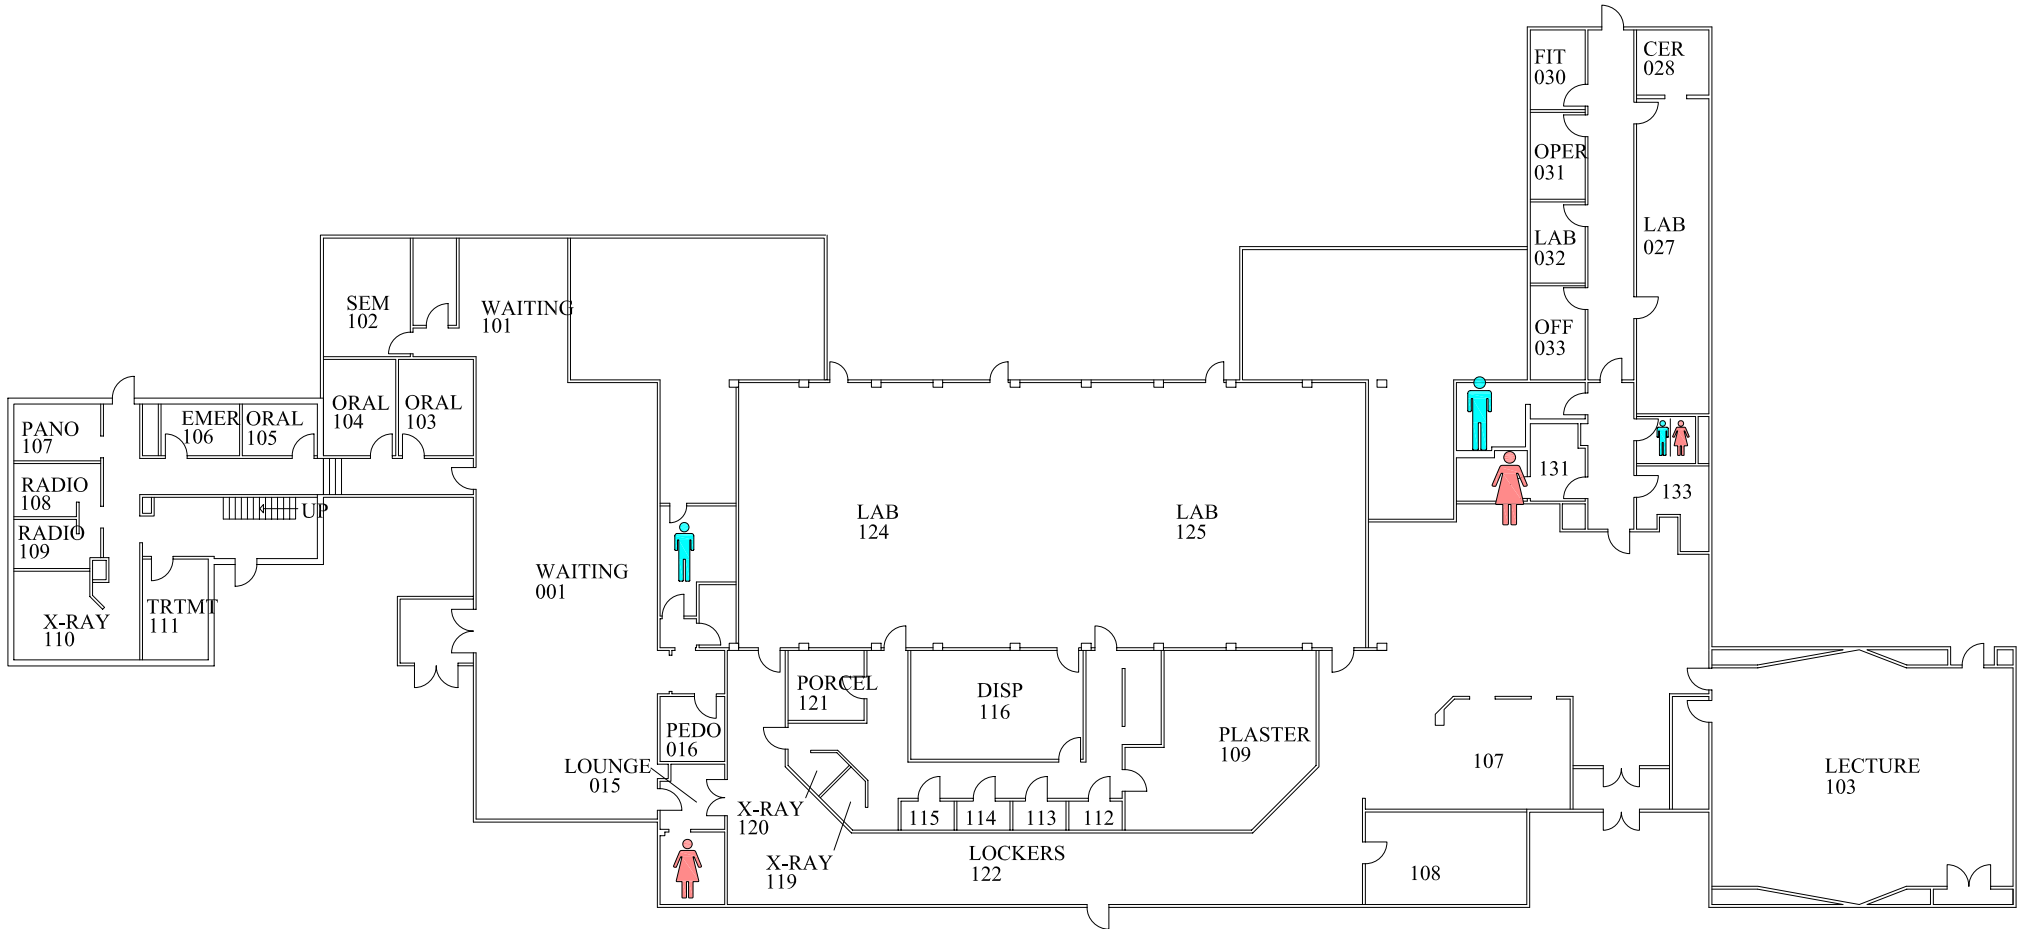 FIT
030
CER
028
OPER
031
LAB
032
LAB
027
OFF
033
SEM
102
WAITING
101
PANO
107
EMER
106
ORAL
105
ORAL
104
ORAL
103
RADIO
108
UP
RADIO
109
131
133
LAB
124
LAB
125
WAITING
001
TRTMT
111
X-RAY
110
PORCEL
121
DISP
116
PEDO
016
PLASTER
109
LOUNGE
015
107
LECTURE
103
X-RAY
120
115
114
113
112
X-RAY
119
LOCKERS
122
108